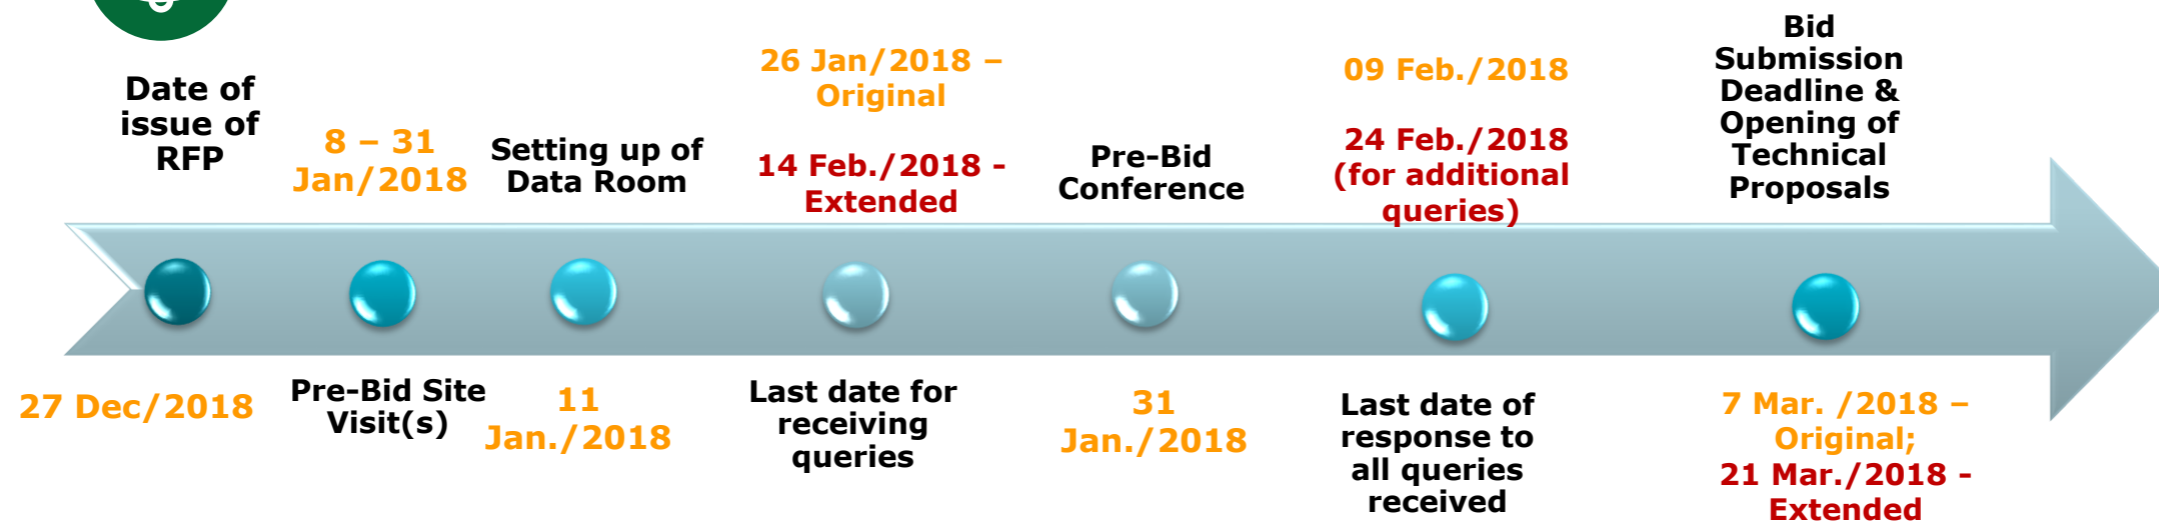 Date of
issue of
RFP
27 Dec/2018
8 – 31
Jan/2018
Pre-Bid Site
Visit(s)
Setting up of
Data Room
11
Jan./2018
26 Jan/2018 –
Original
14 Feb./2018 -
Extended
Last date for
receiving
queries
Pre-Bid
Conference
31
Jan./2018
09 Feb./2018
24 Feb./2018
(for additional
queries)
Last date of
response to
all queries
received
Bid
Submission
Deadline &
Opening of
Technical
Proposals
7 Mar. /2018 –
Original;
21 Mar./2018 -
Extended